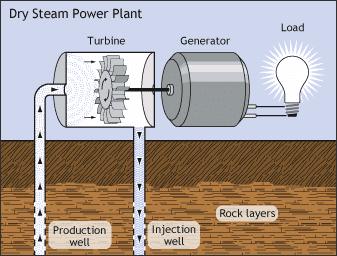 Dry Steam Power Plant
Load
Turbine
Generator
Rock layers
Production
well
Injection
well